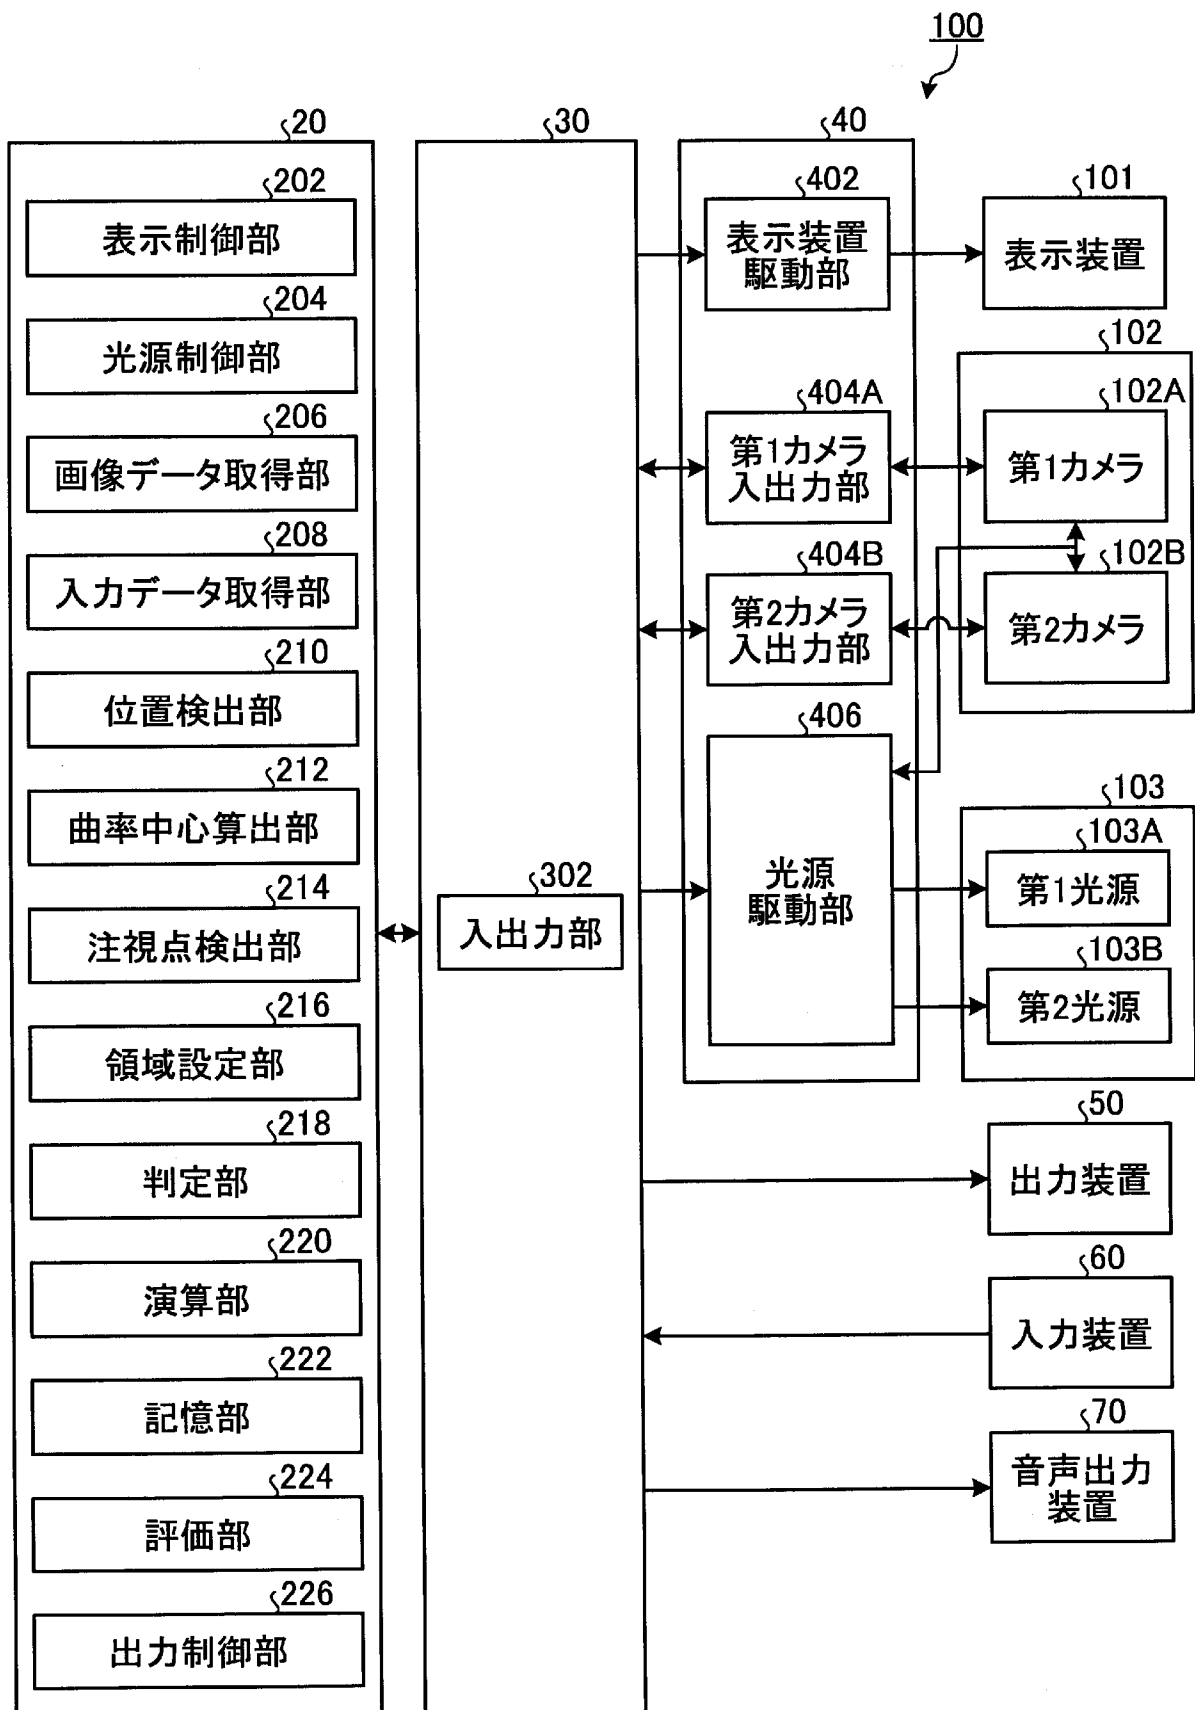 100
20
30
40
202
表示制御部
204
光源制御部
206
画像データ取得部
208
入力データ取得部
210
位置検出部
212
曲率中心算出部
214
注視点検出部
216
領域設定部
218
判定部
220
演算部
222
記憶部
224
評価部
226
出力制御部
302
入出力部
402
表示装置
駆動部
404A
第1カメラ
入出力部
404B
第2カメラ
入出力部
406
光源
駆動部
101
表示装置
102
102A
第1カメラ
102B
第2カメラ
103
103A
第1光源
103B
第2光源
50
出力装置
60
入力装置
70
音声出力
装置